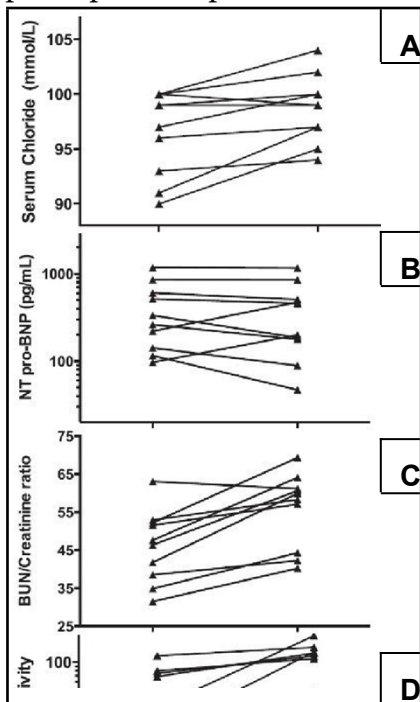 A
Serum Chloride (mmol/L)
105
100
95
90
B
NT pro-BNP (pg/mL)
1000
100
C
BUN/Creatinine ratio
75
65
55
45
35
25
D
ivity
100